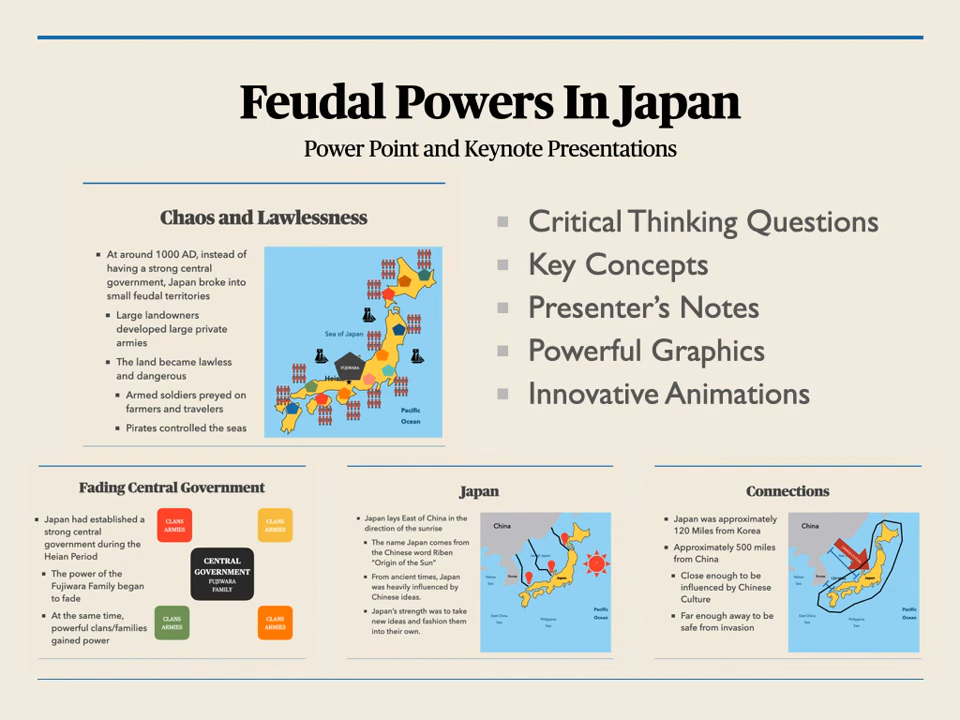 Feudal Powers In Japan
Power Point and Keynote Presentations
Chaos and Lawlessness
At around 1000 AD, instead of
having a strong central
government, Japan broke into
small feudal territories
Large landowners
developed large private
armies
The land became lawless
and dangerous
Armed soldiers preyed on
farmers and travelers
Pirates controlled the seas
Sea of Japan
FUJIWARA
Pacific
Ocean
Critical Thinking Questions
Key Concepts
Presenter's Notes
Powerful Graphics
Innovative Animations
Fading Central Government
Japan had established a
strong central
government during the
Heian Period
The power of the
Fujiwara Family began
to fade
At the same time,
powerful clans/families
gained power
CLANS
ARMIES
CLANS
ARMIES
CENTRAL
GOVERNMENT
FUJIWARA
FAMILY
CLANS
ARMIES
CLANS
ARMIES
Japan
Japan lays East of China in the
direction of the sunrise
The name Japan comes from
the Chinese word Riben
"Origin of the Sun"
From ancient times, Japan
was heavily influenced by
Chinese ideas.
Japan's strength was to take
new ideas and fashion them
into their own.
China
Yellow
Sea
Korea
Japan
Pacific
Ocean
East China
Sea
Philippine
Sea
Connections
Japan was approximately
120 Miles from Korea
Approximately 500 miles
from China
Close enough to be
influenced by Chinese
Culture
Far enough away to be
safe from invasion
China
Yellow
Sea
Korea
Japan
Pacific
Ocean
East China
Sea
Philippine
Sea